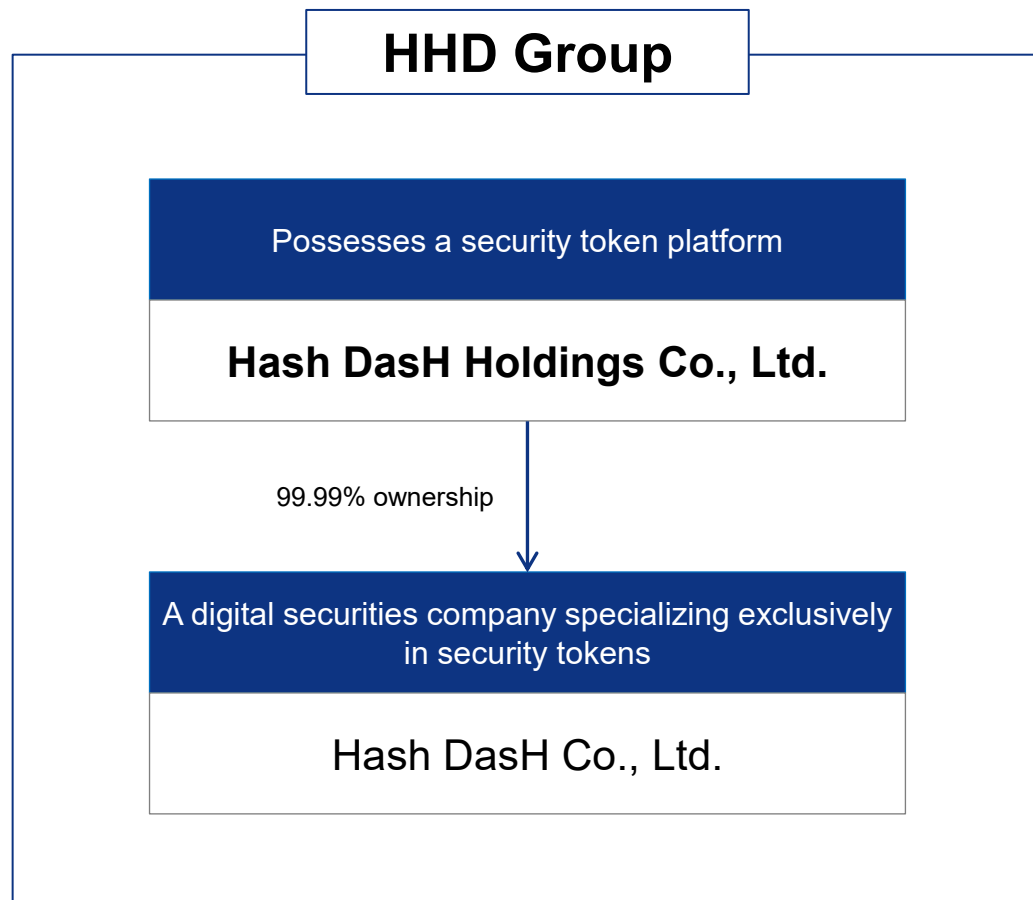 HHD Group
Possesses a security token platform
Hash DasH Holdings Co., Ltd.
99.99% ownership
A digital securities company specializing exclusively
in security tokens
Hash DasH Co., Ltd.